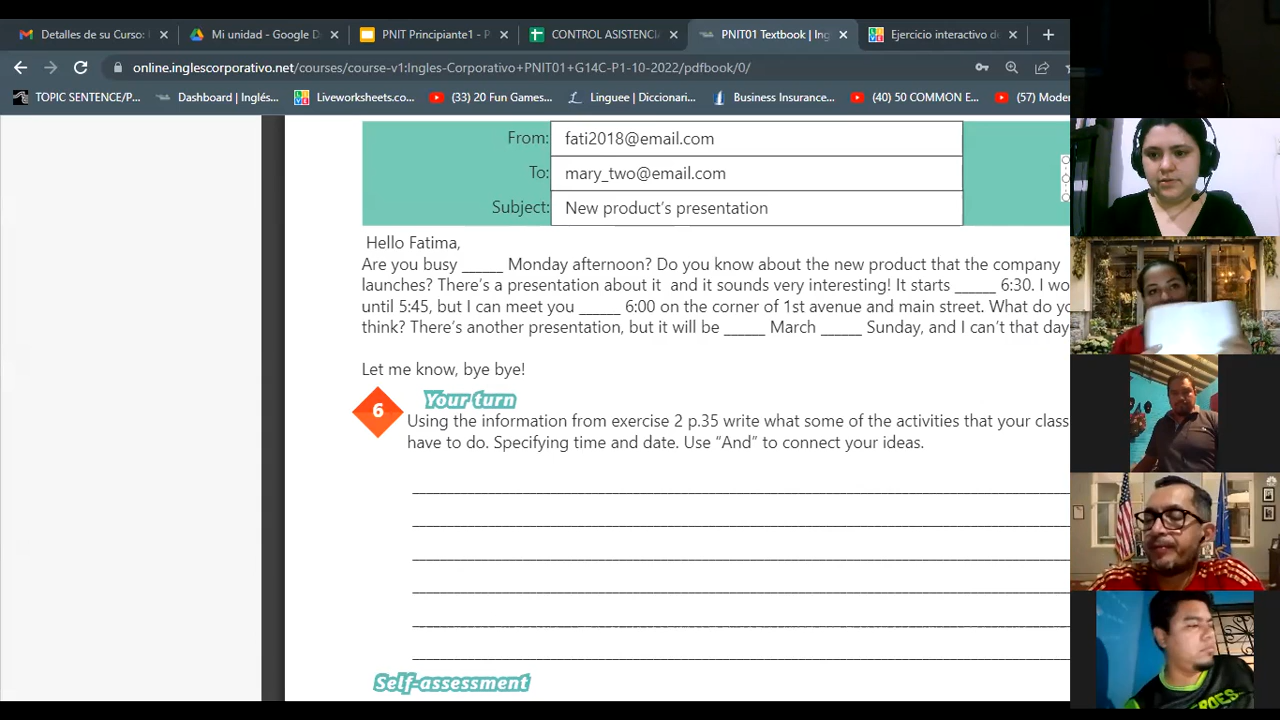 Detalles de su Curso:
Mi unidad - Google D
PNIT Principiante1 - P
CONTROL ASISTENCI
PNIT01 Textbook | Ing
Ejercicio interactivo de
online.inglescorporativo.net/courses/course-v1:Ingles-Corporativo+PNIT01+G14C-P1-10-2022/pdfbook/0/
TOPIC SENTENCE/P...
Dashboard | Inglés...
Liveworksheets.co...
(33) 20 Fun Games...
Linguee | Diccionari...
Business Insurance...
(40) 50 COMMON E...
(57) Moder
From: fati2018@email.com
To: mary_two@email.com
Subject: New product's presentation
Hello Fatima,
Are you busy ______ Monday afternoon? Do you know about the new product that the company
launches? There's a presentation about it and it sounds very interesting! It starts ______ 6:30. I wo
until 5:45, but I can meet you ______ 6:00 on the corner of 1st avenue and main street. What do yo
think? There's another presentation, but it will be ______ March ______ Sunday, and I can't that day
Let me know, bye bye!
6 Your turn
Using the information from exercise 2 p.35 write what some of the activities that your class
have to do. Specifying time and date. Use “And” to connect your ideas.
Self-assessment